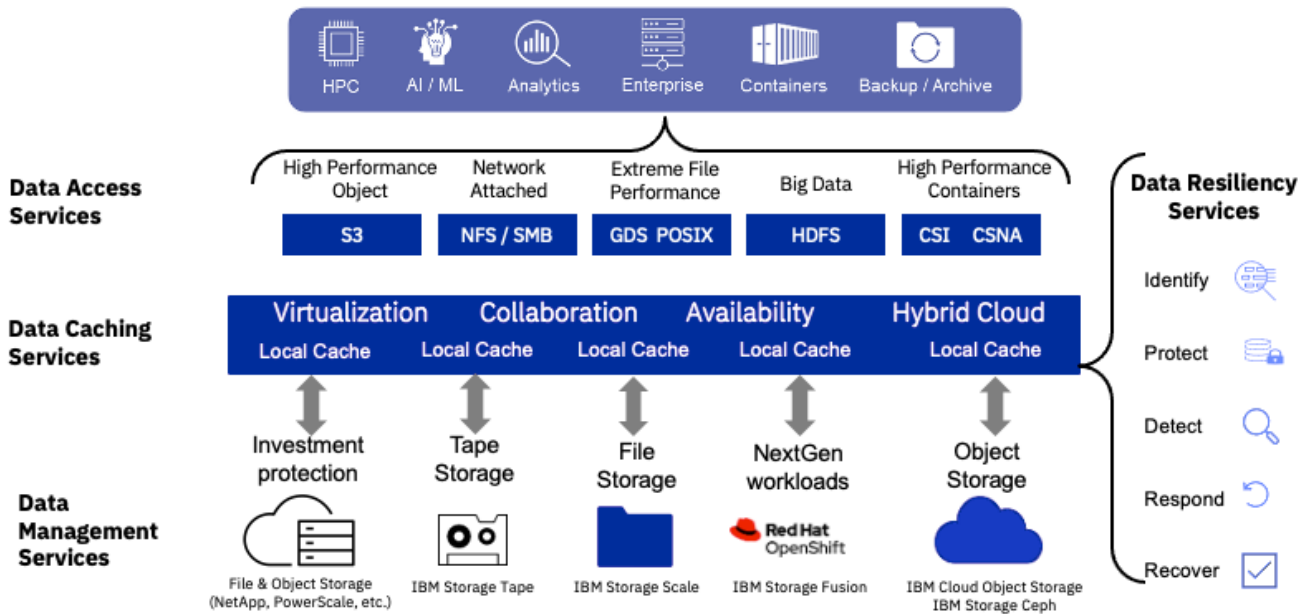 HPC
AI / ML
Analytics
Enterprise
Containers
Backup / Archive
Data Access
Services
High Performance
Object
Network
Attached
Extreme File
Performance
Big Data
High Performance
Containers
S3
NFS / SMB
GDS POSIX
HDFS
CSI CSNA
Data Caching
Services
Virtualization Collaboration Availability Hybrid Cloud
Local Cache Local Cache Local Cache Local Cache Local Cache
Data
Management
Services
Investment
protection
File & Object Storage
(NetApp, PowerScale, etc.)
Tape
Storage
IBM Storage Tape
File
Storage
IBM Storage Scale
NextGen
workloads
Red Hat
OpenShift
IBM Storage Fusion
Object
Storage
IBM Cloud Object Storage
IBM Storage Ceph
Data Resiliency
Services
Identify
Protect
Detect
Respond
Recover